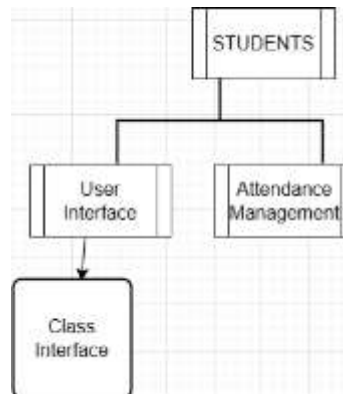 STUDENTS
User
Interface
Attendance
Management
Class
Interface